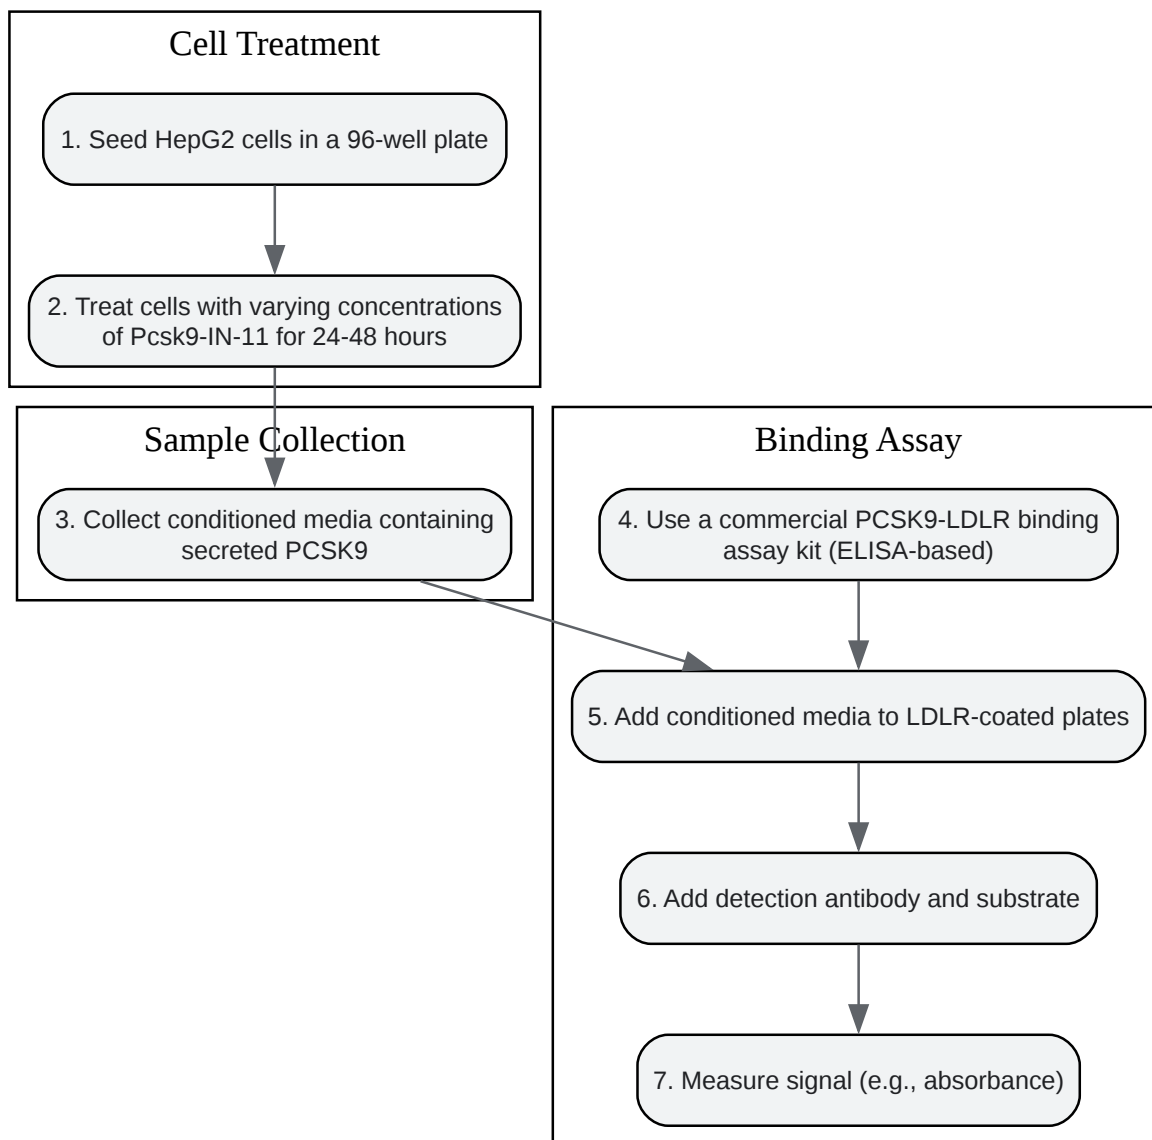 Cell Treatment
1. Seed HepG2 cells in a 96-well plate
2. Treat cells with varying concentrations
of Pcsk9-IN-11 for 24-48 hours
Sample Collection
3. Collect conditioned media containing
secreted PCSK9
Binding Assay
4. Use a commercial PCSK9-LDLR binding
assay kit (ELISA-based)
5. Add conditioned media to LDLR-coated plates
6. Add detection antibody and substrate
7. Measure signal (e.g., absorbance)